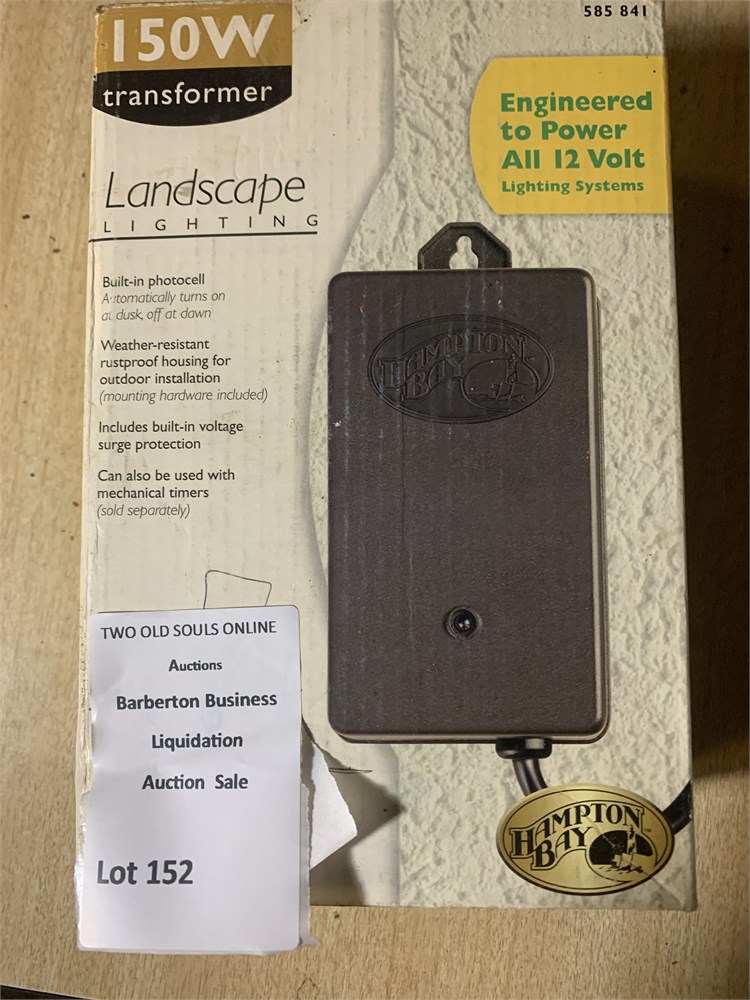 585 841
150W
transformer
Engineered
to Power
All 12 Volt
Lighting Systems
Landscape
LIGHTING
Built-in photocell
Automatically turns on
at dusk, off at dawn
Weather-resistant
rustproof housing for
outdoor installation
(mounting hardware included)
Includes built-in voltage
surge protection
Can also be used with
mechanical timers
(sold separately)
HAMPTON
BAY
TWO OLD SOULS ONLINE
Auctions
Barberton Business
Liquidation
Auction Sale
Lot 152
HAMPTON
BAY